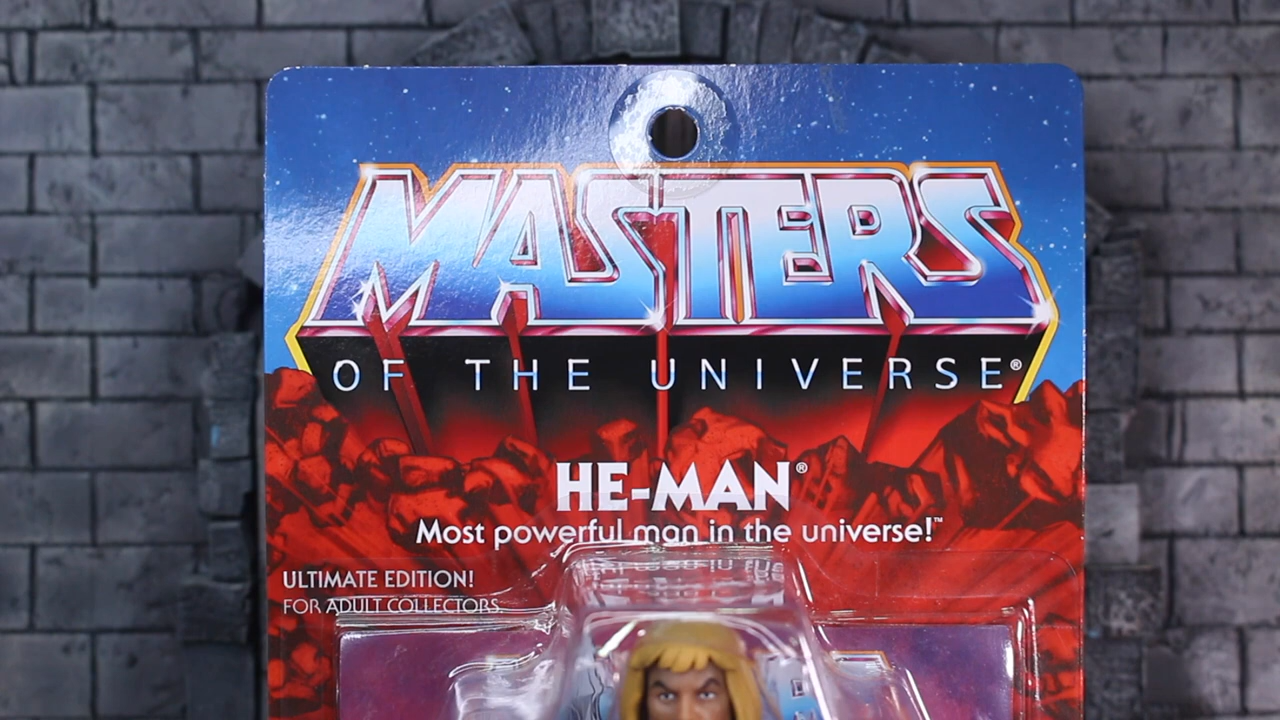 MASTERS
OF THE UNIVERSE®
HE-MAN®
Most powerful man in the universe!™
ULTIMATE EDITION!
FOR ADULT COLLECTORS.